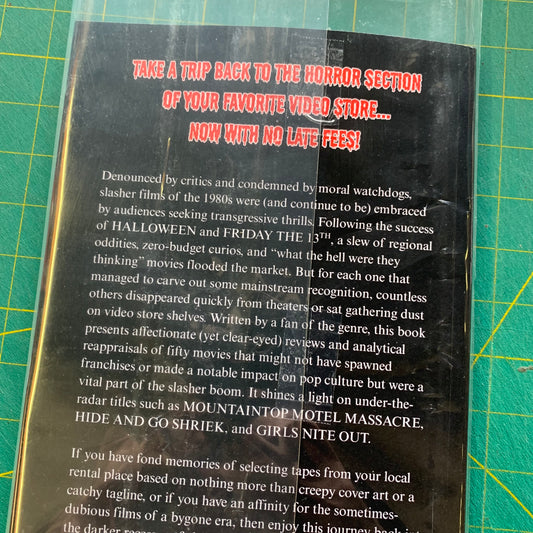 TAKE A TRIP BACK TO THE HORROR SECTION
OF YOUR FAVORITE VIDEO STORE...
NOW WITH NO LATE FEES!
Denounced by critics and condemned by moral watchdogs,
slasher films of the 1980s were (and continue to be) embraced
by audiences seeking transgressive thrills. Following the success
of HALLOWEEN and FRIDAY THE 13TH, a slew of regional
oddities, zero-budget curios, and “what the hell were they
thinking” movies flooded the market. But for each one that
managed to carve out some mainstream recognition, countless
others disappeared quickly from theaters or sat gathering dust
on video store shelves. Written by a fan of the genre, this book
presents affectionate (yet clear-eyed) reviews and analytical
reappraisals of fifty movies that might not have spawned
franchises or made a notable impact on pop culture but were a
vital part of the slasher boom. It shines a light on under-the-
radar titles such as MOUNTAINTOP MOTEL MASSACRE,
HIDE AND GO SHRIEK, and GIRLS NITE OUT.
If you have fond memories of selecting tapes from your local
rental place based on nothing more than creepy cover art or a
catchy tagline, or if you have an affinity for the sometimes-
dubious films of a bygone era, then enjoy this journey back
the darker